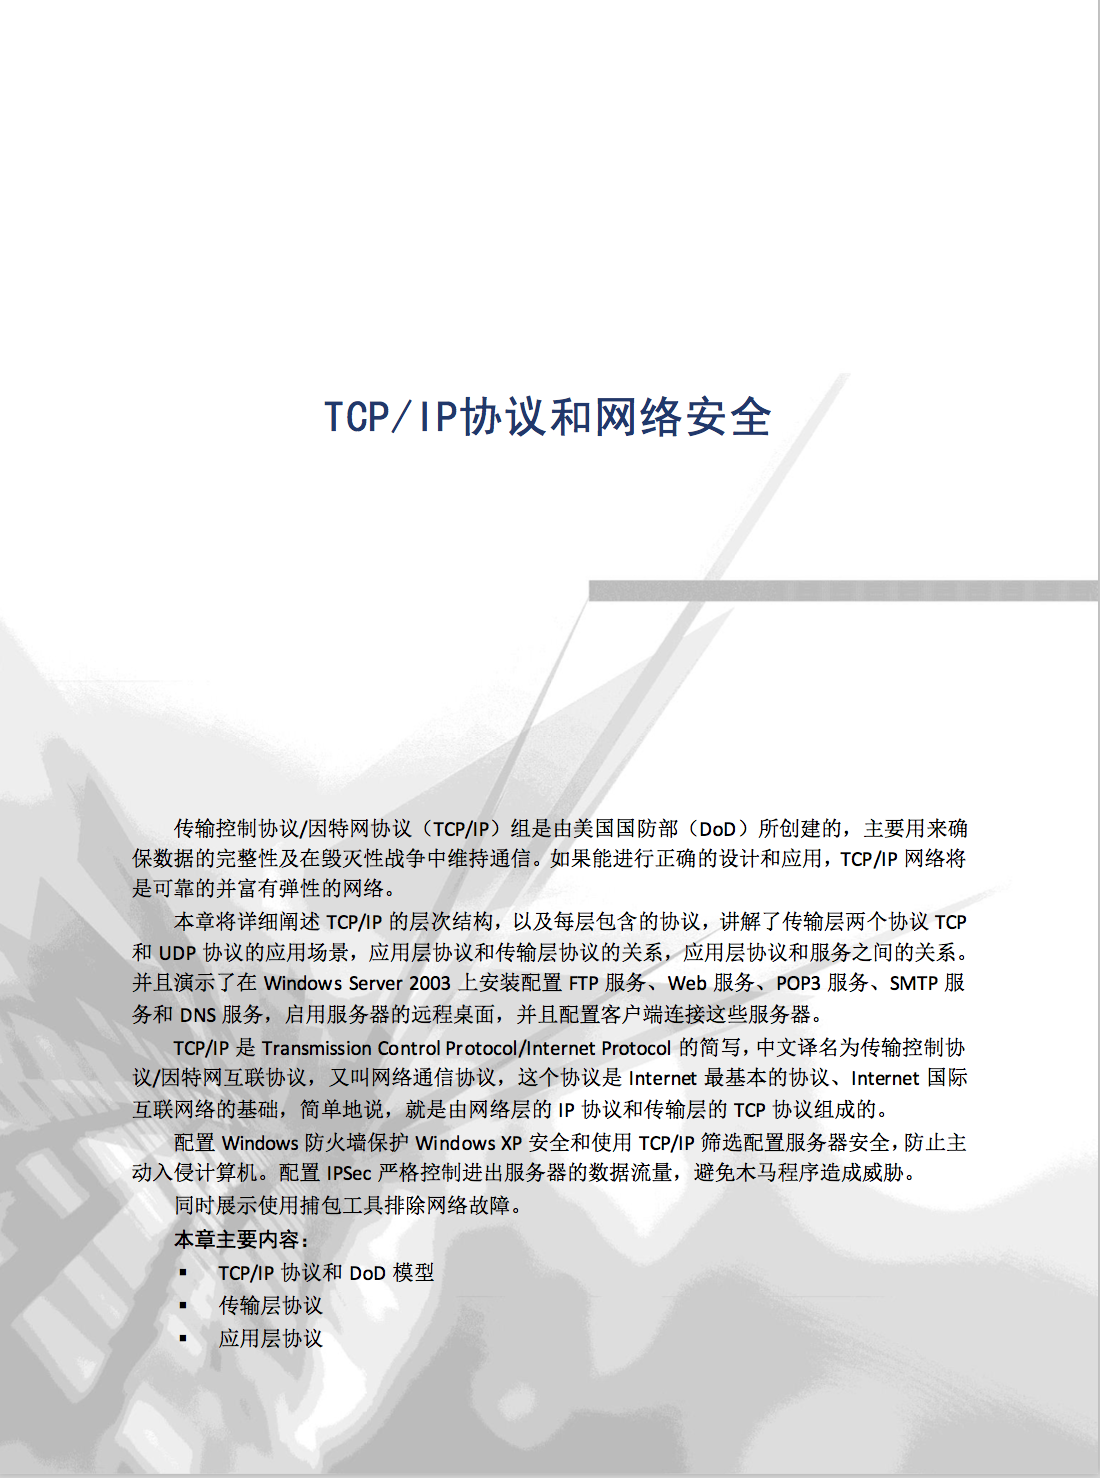 TCP/IP协议和网络安全
传输控制协议/因特网协议（TCP/IP）组是由美国国防部（DoD）所创建的，主要用来确
保数据的完整性及在毁灭性战争中维持通信。如果能进行正确的设计和应用，TCP/IP 网络将
是可靠的并富有弹性的网络。
本章将详细阐述 TCP/IP 的层次结构，以及每层包含的协议，讲解了传输层两个协议 TCP
和 UDP 协议的应用场景，应用层协议和传输层协议的关系，应用层协议和服务之间的关系。
并且演示了在 Windows Server 2003 上安装配置 FTP 服务、Web 服务、POP3 服务、SMTP 服
务和 DNS 服务，启用服务器的远程桌面，并且配置客户端连接这些服务器。
TCP/IP 是 Transmission Control Protocol/Internet Protocol 的简写，中文译名为传输控制协
议/因特网互联协议，又叫网络通信协议，这个协议是 Internet 最基本的协议、Internet 国际
互联网络的基础，简单地说，就是由网络层的 IP 协议和传输层的 TCP 协议组成的。
配置 Windows 防火墙保护 Windows XP 安全和使用 TCP/IP 筛选配置服务器安全，防止主
动入侵计算机。配置 IPSec 严格控制进出服务器的数据流量，避免木马程序造成威胁。
同时展示使用捕包工具排除网络故障。
本章主要内容：
▪ TCP/IP 协议和 DoD 模型
▪ 传输层协议
▪ 应用层协议